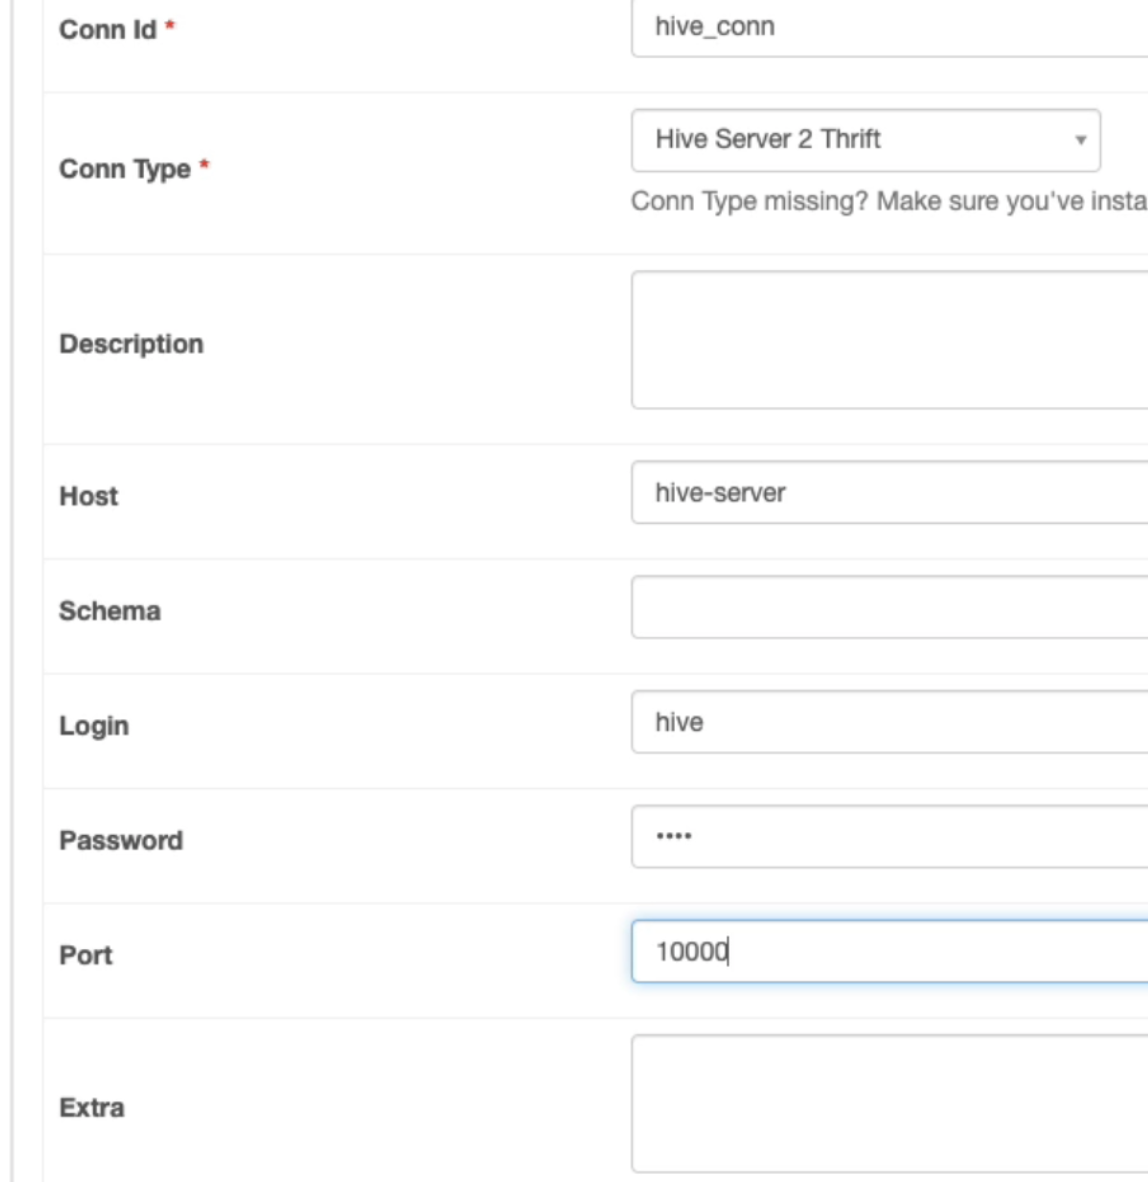 Conn Id * hive_conn
Conn Type * Hive Server 2 Thrift
Conn Type missing? Make sure you've insta
Description
Host hive-server
Schema
Login hive
Password ••••
Port 10000
Extra